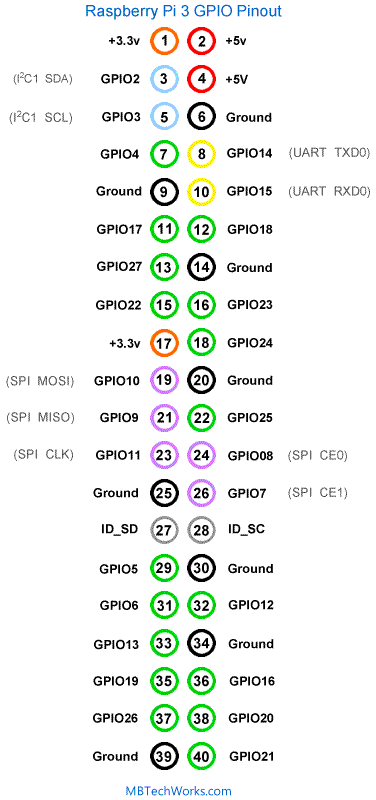 Raspberry Pi 3 GPIO Pinout
+3.3v 1 2 +5v
(I²C1 SDA) GPIO2 3 4 +5V
(I²C1 SCL) GPIO3 5 6 Ground
GPIO4 7 8 GPIO14 (UART TXD0)
Ground 9 10 GPIO15 (UART RXD0)
GPIO17 11 12 GPIO18
GPIO27 13 14 Ground
GPIO22 15 16 GPIO23
+3.3v 17 18 GPIO24
(SPI MOSI) GPIO10 19 20 Ground
(SPI MISO) GPIO9 21 22 GPIO25
(SPI CLK) GPIO11 23 24 GPIO08 (SPI CE0)
Ground 25 26 GPIO7 (SPI CE1)
ID_SD 27 28 ID_SC
GPIO5 29 30 Ground
GPIO6 31 32 GPIO12
GPIO13 33 34 Ground
GPIO19 35 36 GPIO16
GPIO26 37 38 GPIO20
Ground 39 40 GPIO21
MBTechWorks.com